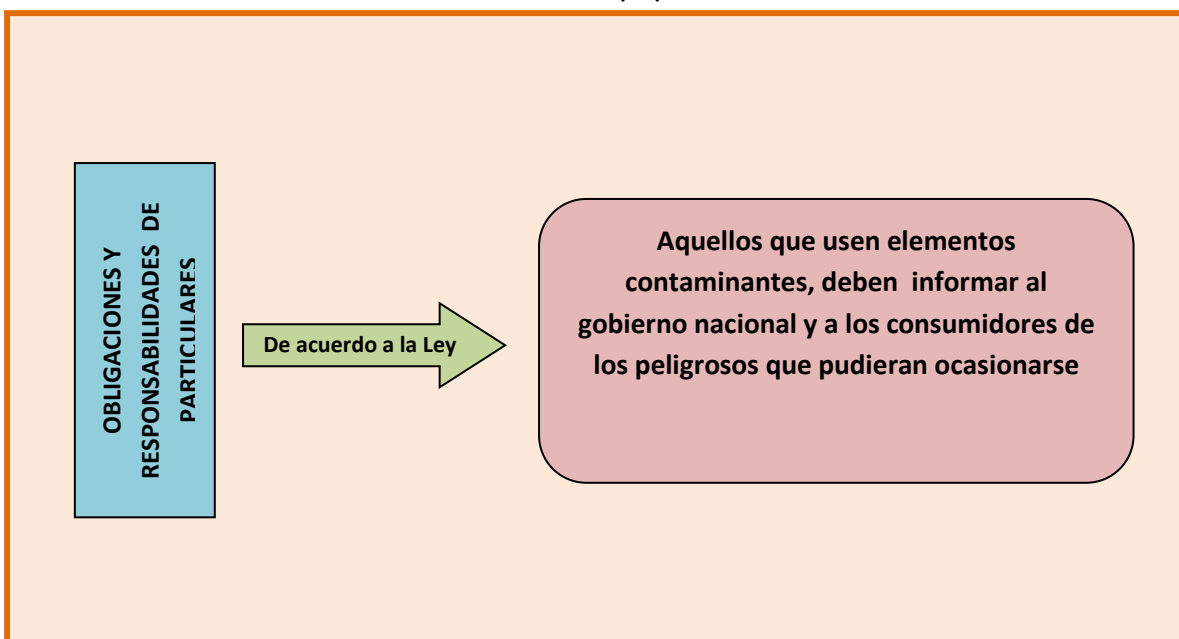 OBLIGACIONES Y
RESPONSABILIDADES DE
PARTICULARES
De acuerdo a la Ley
Aquellos que usen elementos
contaminantes, deben informar al
gobierno nacional y a los consumidores de
los peligrosos que pudieran ocasionarse